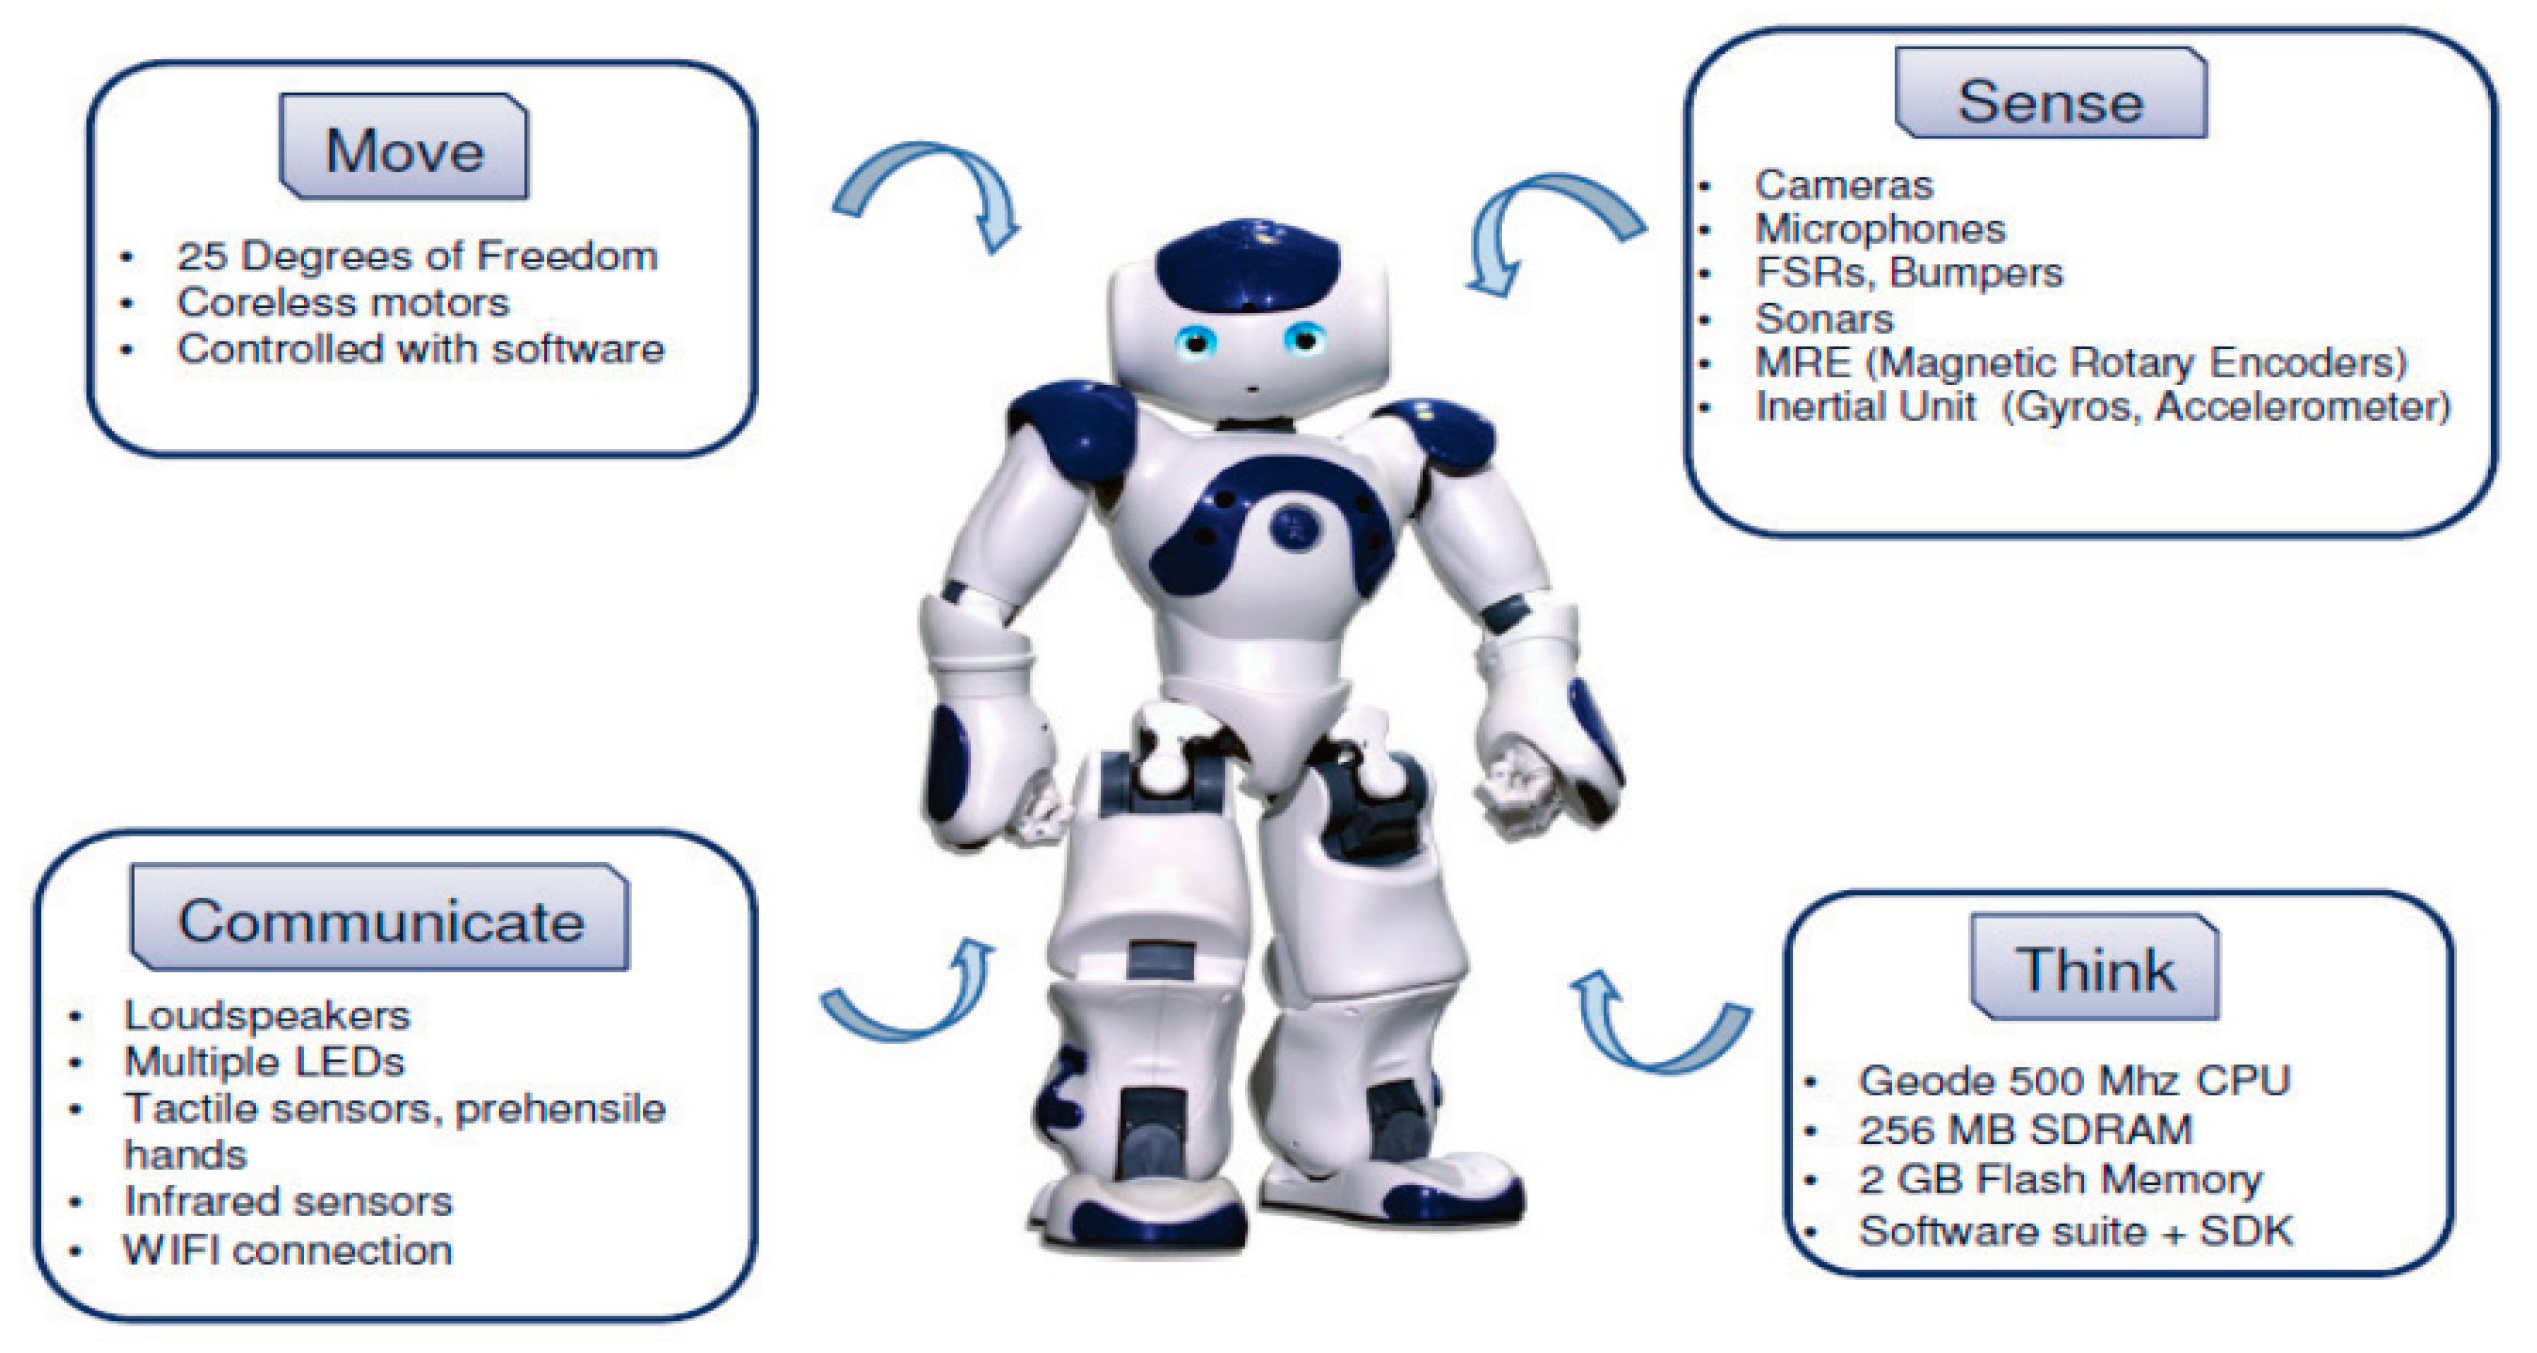 Move
• 25 Degrees of Freedom
• Coreless motors
• Controlled with software
Sense
• Cameras
• Microphones
• FSRs, Bumpers
• Sonars
• MRE (Magnetic Rotary Encoders)
• Inertial Unit (Gyros, Accelerometer)
Communicate
• Loudspeakers
• Multiple LEDs
• Tactile sensors, prehensile
hands
• Infrared sensors
• WIFI connection
Think
• Geode 500 Mhz CPU
• 256 MB SDRAM
• 2 GB Flash Memory
• Software suite + SDK